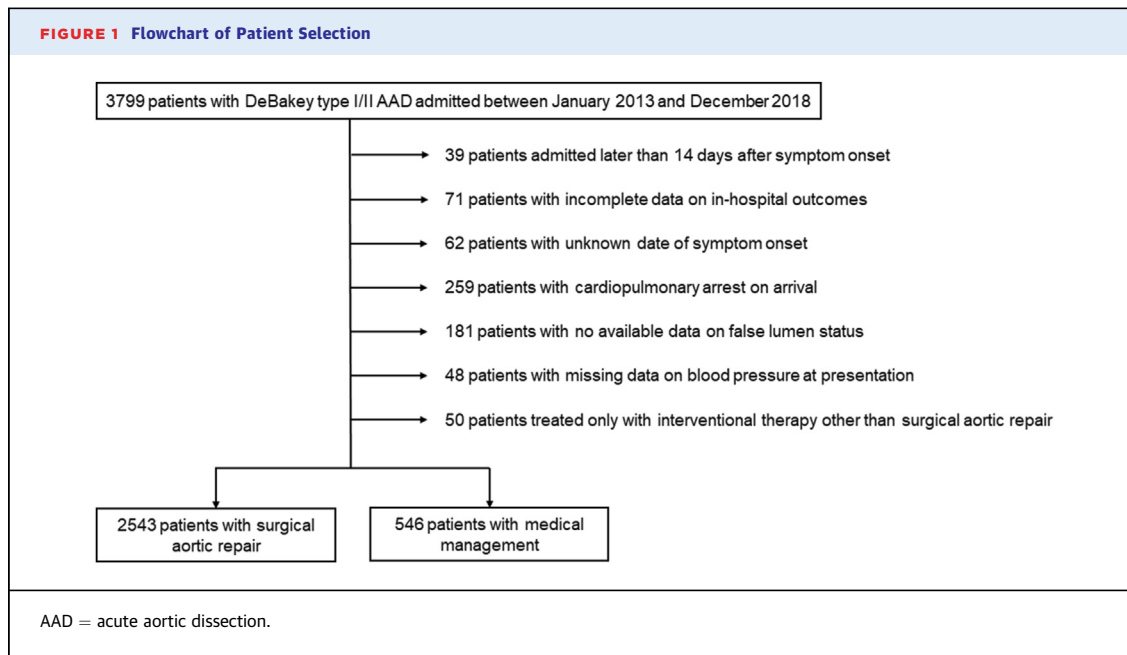 FIGURE 1 Flowchart of Patient Selection
3799 patients with DeBakey type I/II AAD admitted between January 2013 and December 2018
39 patients admitted later than 14 days after symptom onset
71 patients with incomplete data on in-hospital outcomes
62 patients with unknown date of symptom onset
259 patients with cardiopulmonary arrest on arrival
181 patients with no available data on false lumen status
48 patients with missing data on blood pressure at presentation
50 patients treated only with interventional therapy other than surgical aortic repair
2543 patients with surgical
aortic repair
546 patients with medical
management
AAD = acute aortic dissection.